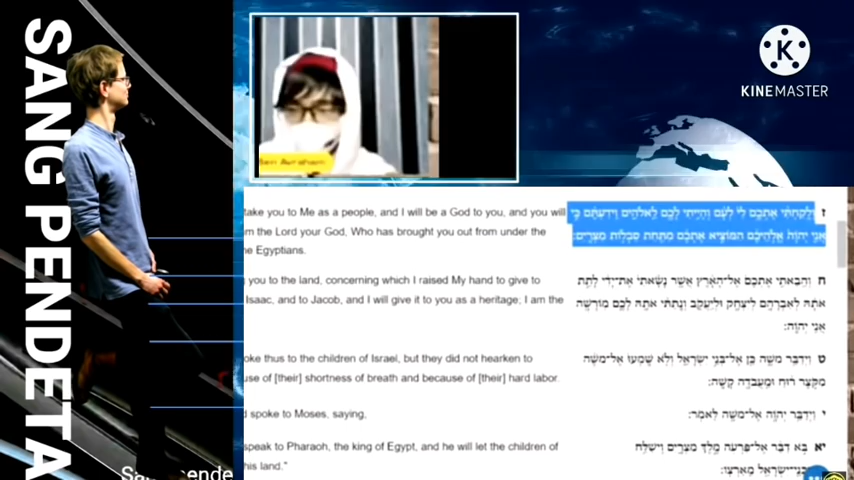 SANG PENDETA
KINEMASTER
take you to Me as a people, and I will be a God to you, and you will
m the Lord your God, Who has brought you out from under the
he Egyptians.
ז וְלָקַחְתִּי אֶתְכֶם לִי לְעָם וְהָיִיתִי לָכֶם לֵאלֹהִים וִידַעְתֶּם כִּי
אֲנִי יְהֹוָה אֱלֹהֵיכֶם הַמּוֹצִיא אֶתְכֶם מִתַּחַת סִבְלוֹת מִצְרָיִם:
you to the land, concerning which I raised My hand to give to
Isaac, and to Jacob, and I will give it to you as a heritage; I am the
ח וְהֵבֵאתִי אֶתְכֶם אֶל־הָאָרֶץ אֲשֶׁר נָשָׂאתִי אֶת־יָדִי לָתֵת
אֹתָהּ לְאַבְרָהָם לְיִצְחָק וּלְיַעֲקֹב וְנָתַתִּי אֹתָהּ לָכֶם מוֹרָשָׁה
אֲנִי יְהֹוָה:
oke thus to the children of Israel, but they did not hearken to
use of [their] shortness of breath and because of [their] hard labor.
ט וַיְדַבֵּר משֶׁה כֵּן אֶל־בְּנֵי יִשְׂרָאֵל וְלֹא שָׁמְעוּ אֶל־משֶׁה
מִקֹּצֶר רוּחַ וּמֵעֲבֹדָה קָשָׁה:
d spoke to Moses, saying,
י וַיְדַבֵּר יְהֹוָה אֶל־משֶׁה לֵּאמֹר:
speak to Pharaoh, the king of Egypt, and he will let the children of
his land."
יא בֹּא דַבֵּר אֶל־פַּרְעֹה מֶלֶךְ מִצְרָיִם וִישַׁלַּח
בְּנֵי־יִשְׂרָאֵל מֵאַרְצוֹ: